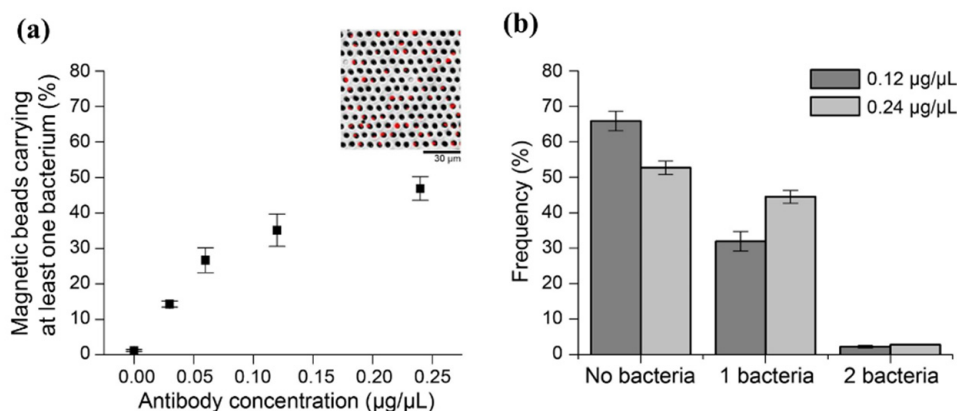 (a)
Magnetic beads carrying
at least one bacterium (%)
80
70
60
50
40
30
20
10
0
30 µm
0.00 0.05 0.10 0.15 0.20 0.25
Antibody concentration (µg/µL)
(b)
Frequency (%)
80
70
60
50
40
30
20
10
0
0.12 µg/µL
0.24 µg/µL
No bacteria 1 bacteria 2 bacteria